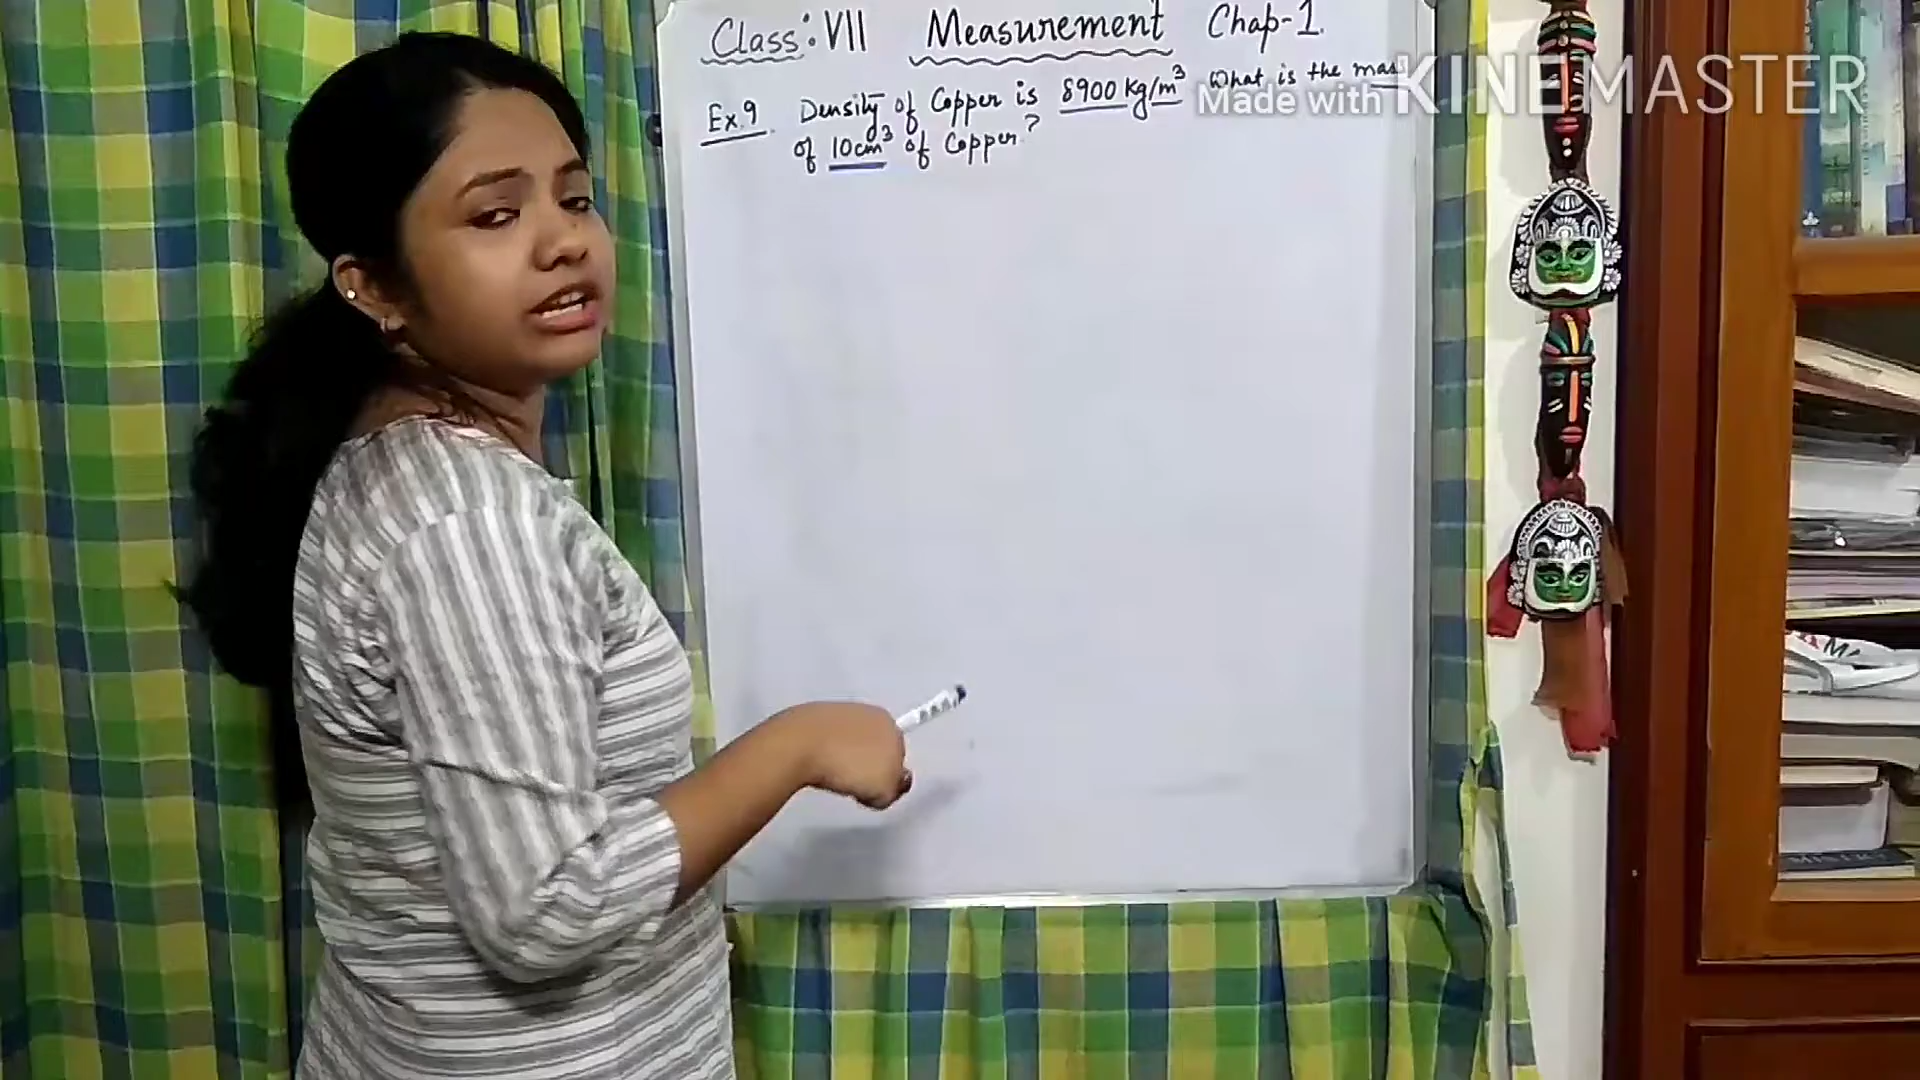 Class: VII Measurement Chap-1.
Ex.9. Density of Copper is 8900 kg/m³ What is the mass
of 10cm³ of Copper?
Made with KINEMASTER